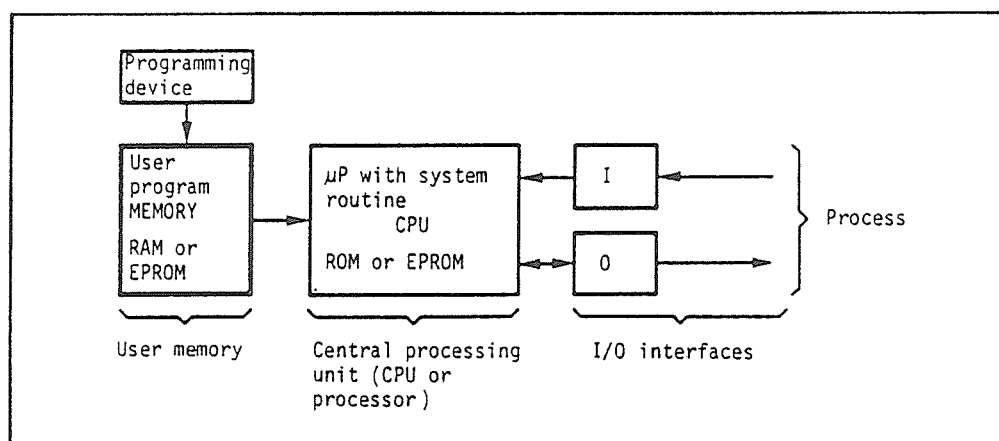 Programming
device
User
program
MEMORY
RAM or
EPROM
µP with system
routine
CPU
ROM or EPROM
I
O
Process
User memory
Central processing
unit (CPU or
processor)
I/O interfaces